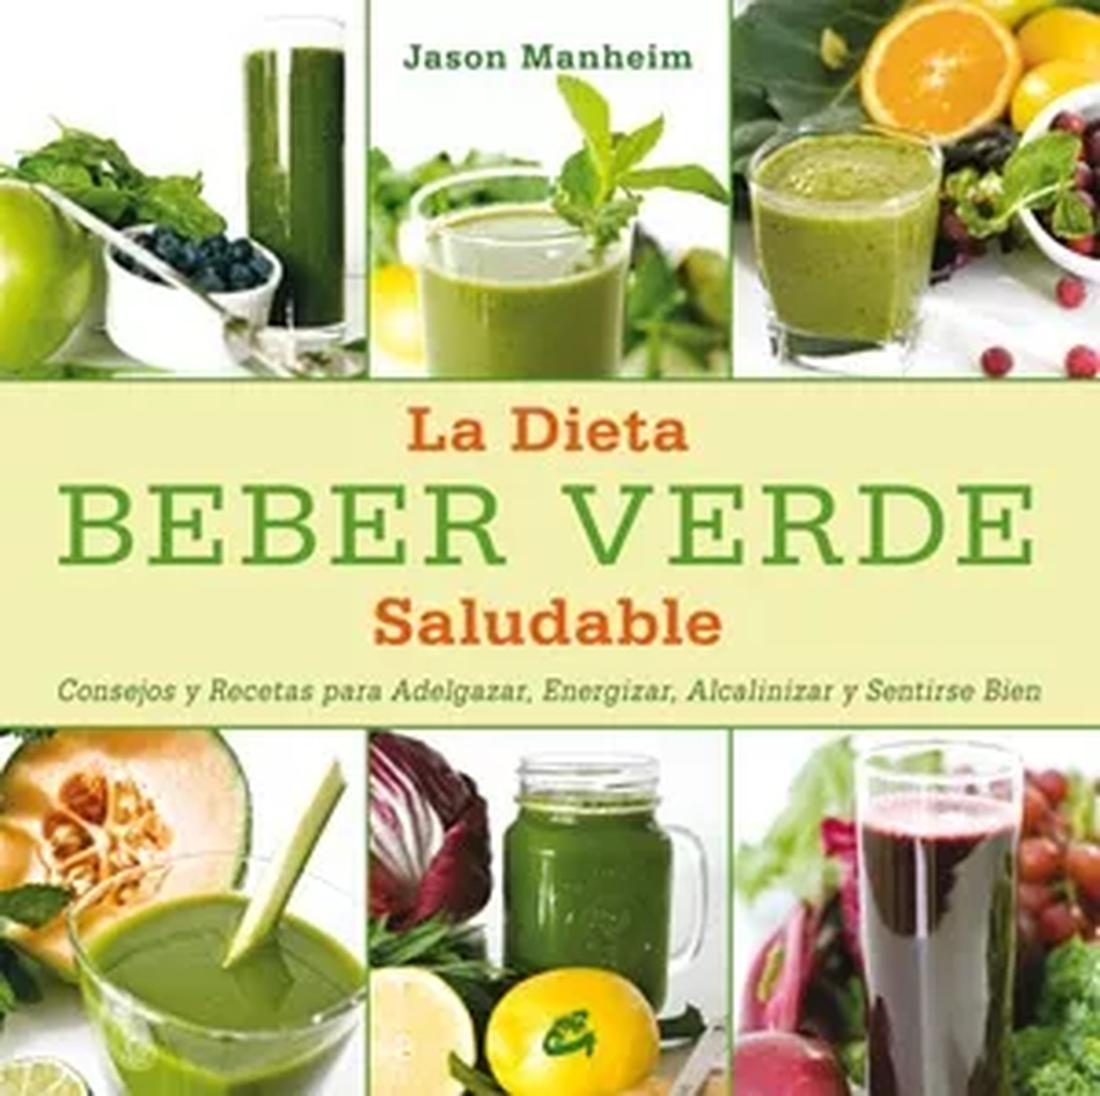 Jason Manheim
La Dieta
BEBER VERDE
Saludable
Consejos y Recetas para Adelgazar, Energizar, Alcalinizar y Sentirse Bien